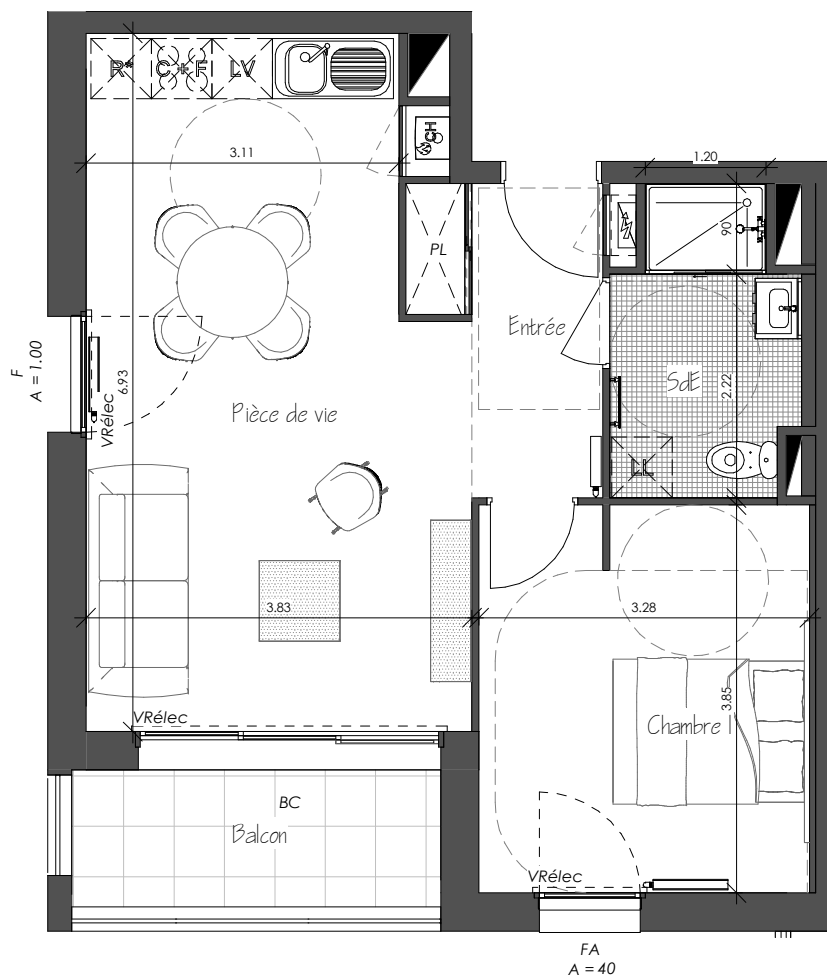 R* C + F LV
CH
3.11
1.20
90
PL
Entrée
SdE
2.22
F
A = 1.00
6.93
VRélec
Pièce de vie
LL
3.83
3.28
3.85
Chambre 1
VRélec
BC
Balcon
VRélec
FA
A = 40